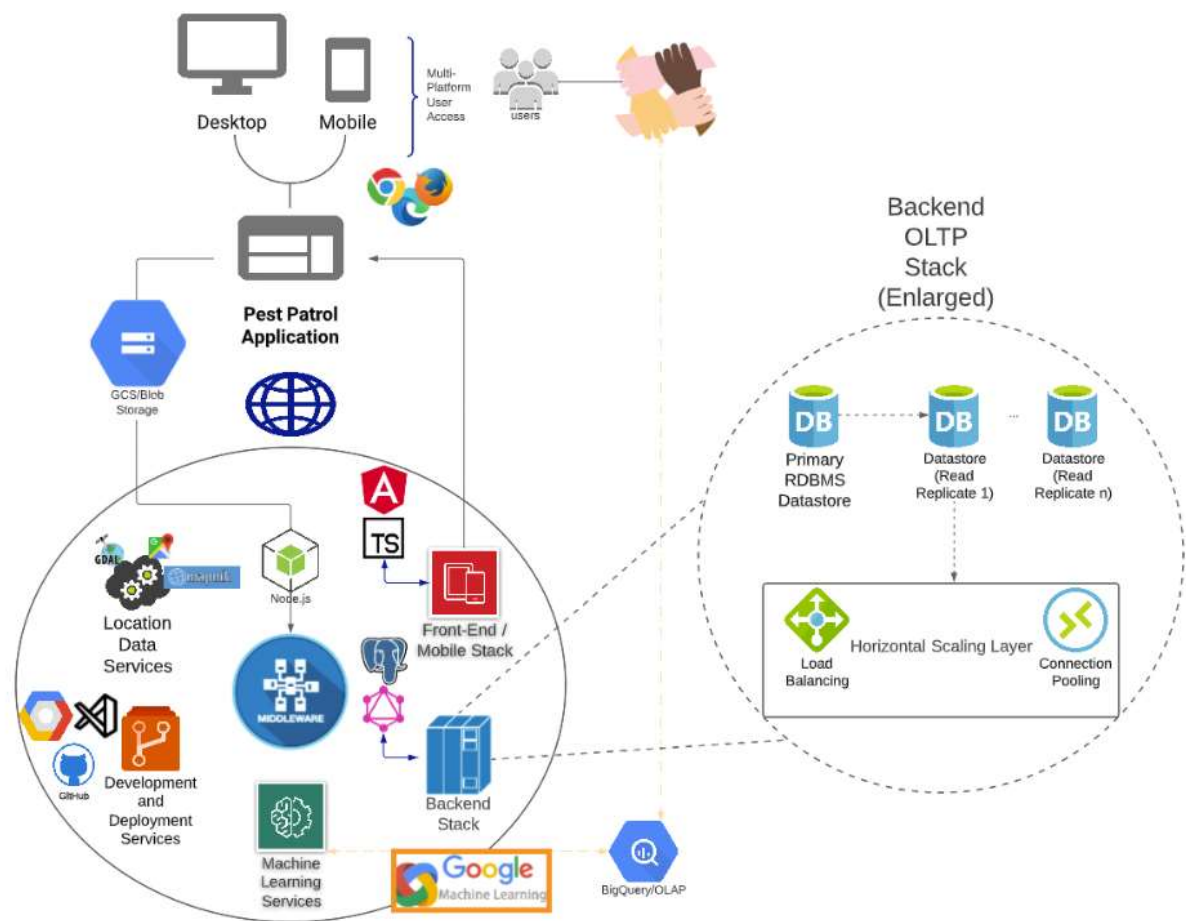 Desktop
Mobile
Multi-
Platform
User
Access
users
Pest Patrol
Application
GCS/Blob
Storage
Backend
OLTP
Stack
(Enlarged)
DB
DB
...
DB
Primary
RDBMS
Datastore
Datastore
(Read
Replicate 1)
Datastore
(Read
Replicate n)
Load
Balancing
Horizontal Scaling Layer
Connection
Pooling
GDAL
mapnik
Location
Data
Services
Node.js
TS
Front-End /
Mobile Stack
MIDDLEWARE
GitHub
Development
and
Deployment
Services
Backend
Stack
Machine
Learning
Services
Google
Machine Learning
BigQuery/OLAP